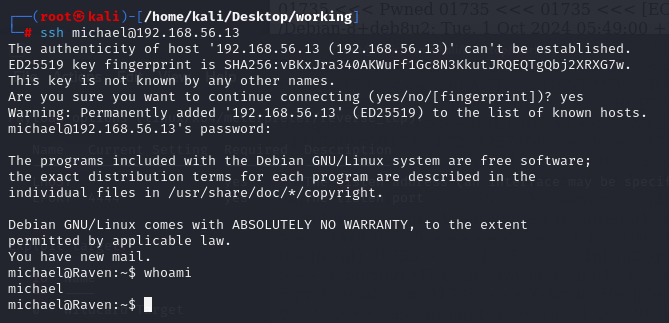 01735 <<< Pwned 01735 <<<
┌──(root㉿kali)-[/home/kali/Desktop/working]
└─# ssh michael@192.168.56.13
The authenticity of host '192.168.56.13 (192.168.56.13)' can't be established.
ED25519 key fingerprint is SHA256:vBKxJra340AKWuFf1Gc8N3KkutJRQEQTgQbj2XRXG7w.
This key is not known by any other names.
Are you sure you want to continue connecting (yes/no/[fingerprint])? yes
Warning: Permanently added '192.168.56.13' (ED25519) to the list of known hosts.
michael@192.168.56.13's password:
The programs included with the Debian GNU/Linux system are free software;
the exact distribution terms for each program are described in the
individual files in /usr/share/doc/*/copyright.
Debian GNU/Linux comes with ABSOLUTELY NO WARRANTY, to the extent
permitted by applicable law.
You have new mail.
michael@Raven:~$ whoami
michael
michael@Raven:~$